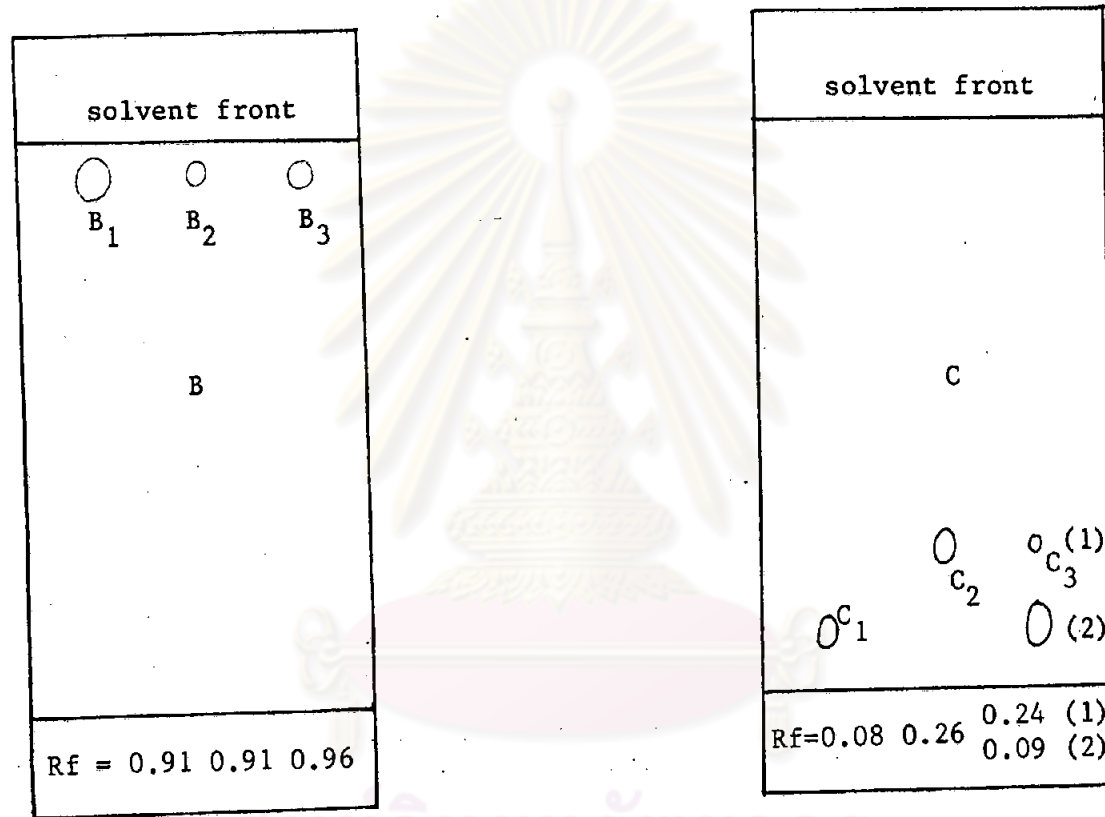 solvent front
B1 B2 B3
B
Rf = 0.91 0.91 0.96
solvent front
C
C2 C3 (1)
C1 (2)
Rf=0.08 0.26 0.24 (1)
0.09 (2)